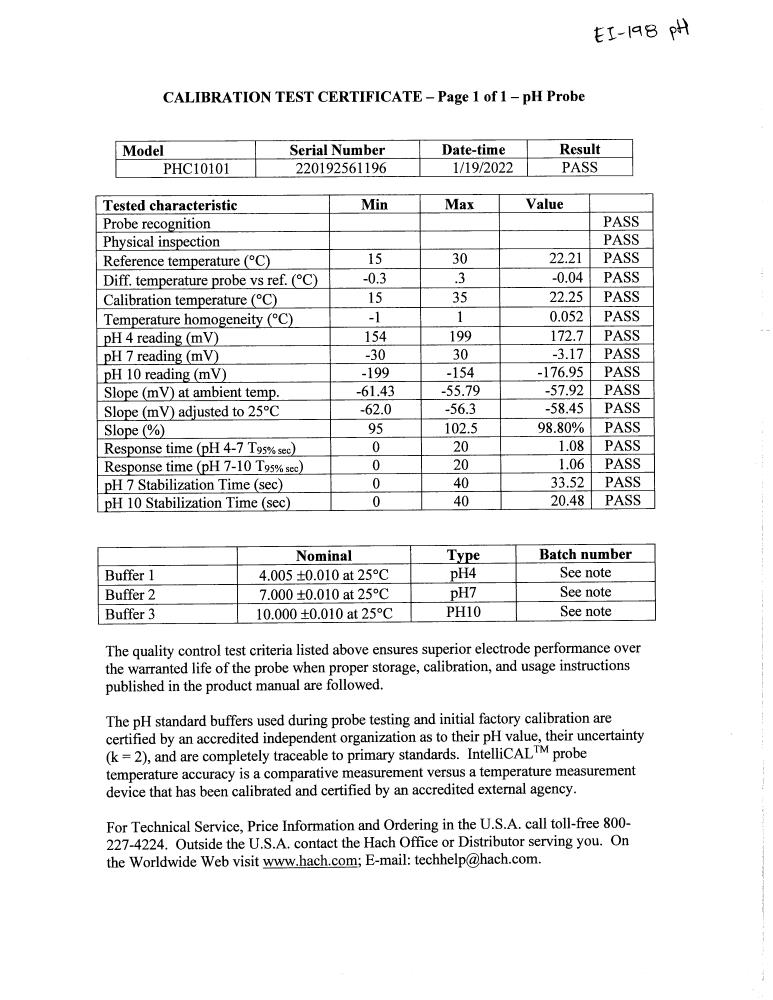 EI-198 pH
CALIBRATION TEST CERTIFICATE – Page 1 of 1 – pH Probe
Model Serial Number Date-time Result
PHC10101 220192561196 1/19/2022 PASS
Tested characteristic Min Max Value
Probe recognition PASS
Physical inspection PASS
Reference temperature (°C) 15 30 22.21 PASS
Diff. temperature probe vs ref. (°C) -0.3 .3 -0.04 PASS
Calibration temperature (°C) 15 35 22.25 PASS
Temperature homogeneity (°C) -1 1 0.052 PASS
pH 4 reading (mV) 154 199 172.7 PASS
pH 7 reading (mV) -30 30 -3.17 PASS
pH 10 reading (mV) -199 -154 -176.95 PASS
Slope (mV) at ambient temp. -61.43 -55.79 -57.92 PASS
Slope (mV) adjusted to 25°C -62.0 -56.3 -58.45 PASS
Slope (%) 95 102.5 98.80% PASS
Response time (pH 4-7 T95% sec) 0 20 1.08 PASS
Response time (pH 7-10 T95% sec) 0 20 1.06 PASS
pH 7 Stabilization Time (sec) 0 40 33.52 PASS
pH 10 Stabilization Time (sec) 0 40 20.48 PASS
Nominal Type Batch number
Buffer 1 4.005 ±0.010 at 25°C pH4 See note
Buffer 2 7.000 ±0.010 at 25°C pH7 See note
Buffer 3 10.000 ±0.010 at 25°C PH10 See note
The quality control test criteria listed above ensures superior electrode performance over
the warranted life of the probe when proper storage, calibration, and usage instructions
published in the product manual are followed.
The pH standard buffers used during probe testing and initial factory calibration are
certified by an accredited independent organization as to their pH value, their uncertainty
(k = 2), and are completely traceable to primary standards. IntelliCAL™ probe
temperature accuracy is a comparative measurement versus a temperature measurement
device that has been calibrated and certified by an accredited external agency.
For Technical Service, Price Information and Ordering in the U.S.A. call toll-free 800-
227-4224. Outside the U.S.A. contact the Hach Office or Distributor serving you. On
the Worldwide Web visit www.hach.com; E-mail: techhelp@hach.com.